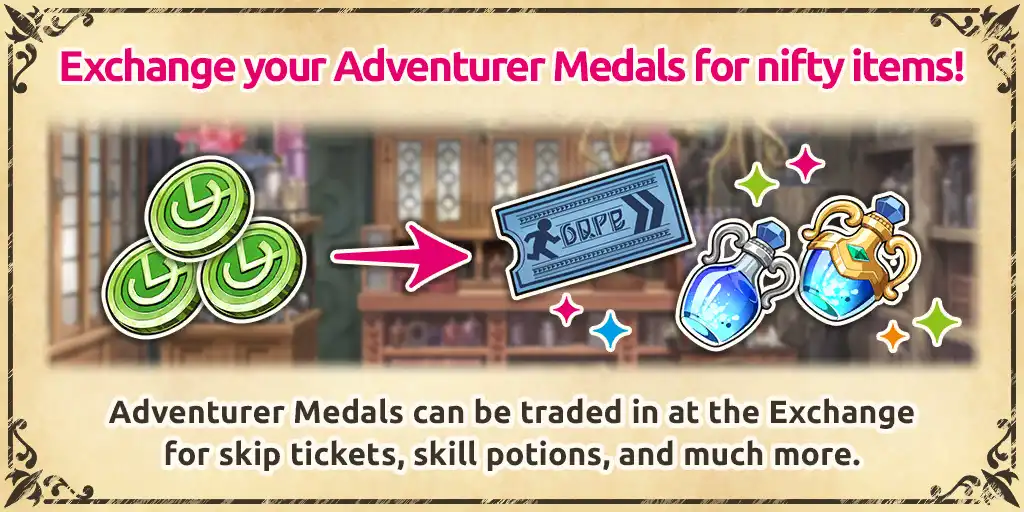 Exchange your Adventurer Medals for nifty items!
Adventurer Medals can be traded in at the Exchange
for skip tickets, skill potions, and much more.